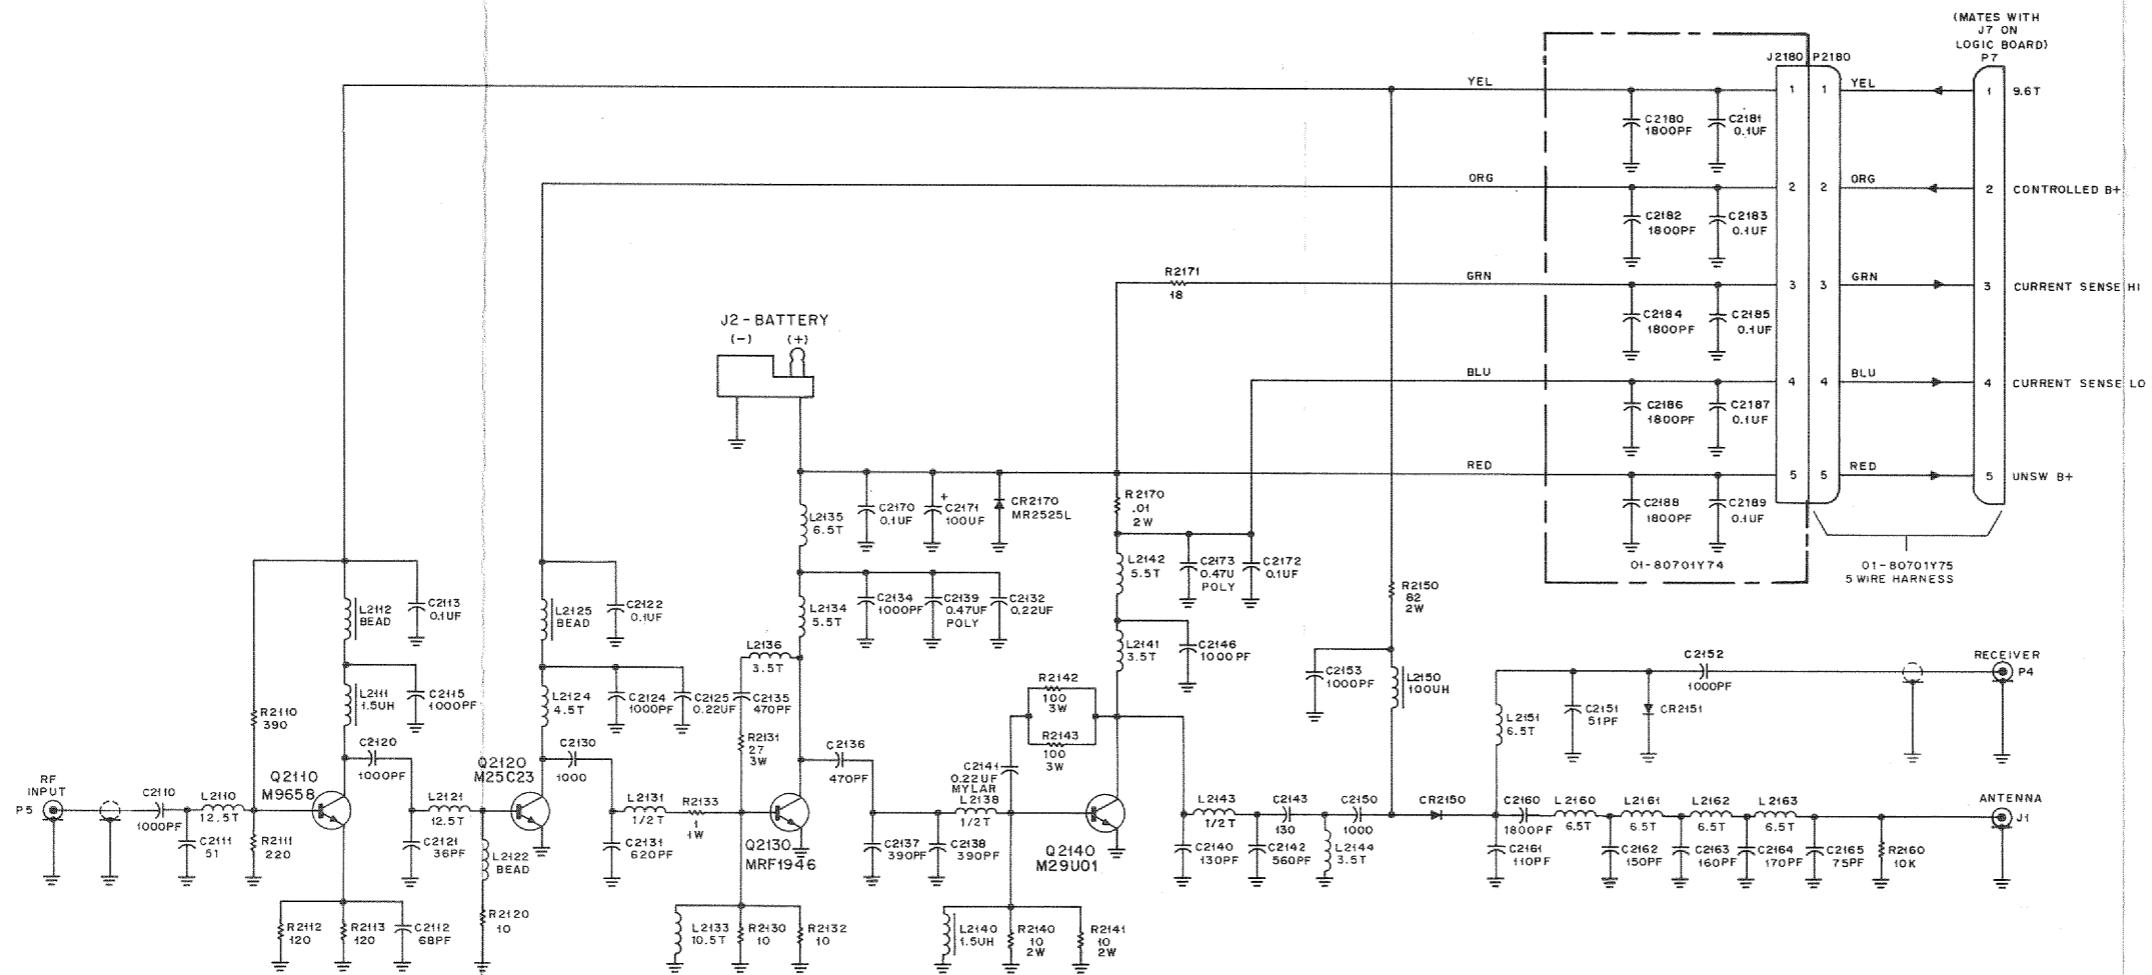 (MATES WITH
J7 ON
LOGIC BOARD)
P7
J2180 P2180
YEL
1 1
YEL
1 9.6T
C2180
1800PF
C2181
0.1UF
ORG
2 2
ORG
2 CONTROLLED B+
C2182
1800PF
C2183
0.1UF
R2171
18
GRN
3 3
GRN
3 CURRENT SENSE HI
C2184
1800PF
C2185
0.1UF
J2-BATTERY
(-) (+)
BLU
4 4
BLU
4 CURRENT SENSE LO
C2186
1800PF
C2187
0.1UF
RED
5 5
RED
5 UNSW B+
C2188
1800PF
C2189
0.1UF
01-80701Y74
01-80701Y75
5 WIRE HARNESS
L2135
6.5T
C2170
0.1UF
+
C2171
100UF
CR2170
MR2525L
R2170
.01
2W
L2142
5.5T
C2173
0.47U
POLY
C2172
0.1UF
L2112
BEAD
C2113
0.1UF
L2125
BEAD
C2122
0.1UF
L2134
5.5T
C2134
1000PF
C2139
0.47UF
POLY
C2132
0.22UF
R2150
82
2W
L2136
3.5T
L2141
3.5T
C2146
1000PF
C2153
1000PF
L2150
100UH
C2152
1000PF
RECEIVER
P4
L2111
1.5UH
C2115
1000PF
L2124
4.5T
C2124
1000PF
C2125
0.22UF
C2135
470PF
R2142
100
3W
R2143
100
3W
L2151
6.5T
C2151
51PF
CR2151
R2110
390
C2120
1000PF
C2130
1000
R2131
27
3W
C2136
470PF
C2141
0.22UF
MYLAR
RF
INPUT
P5
C2110
1000PF
L2110
12.5T
Q2110
M9658
L2121
12.5T
Q2120
M25C23
L2131
1/2T
R2133
1
1W
Q2130
MRF1946
L2138
1/2T
Q2140
M29U01
L2143
1/2T
C2143
130
C2150
1000
CR2150
C2160
1800PF
L2160
6.5T
L2161
6.5T
L2162
6.5T
L2163
6.5T
ANTENNA
J1
C2111
51
R2111
220
C2121
36PF
L2122
BEAD
C2131
620PF
C2137
390PF
C2138
390PF
C2140
130PF
C2142
560PF
L2144
3.5T
C2161
110PF
C2162
150PF
C2163
160PF
C2164
170PF
C2165
75PF
R2160
10K
R2112
120
R2113
120
C2112
68PF
R2120
10
L2133
10.5T
R2130
10
R2132
10
L2140
1.5UH
R2140
10
2W
R2141
10
2W